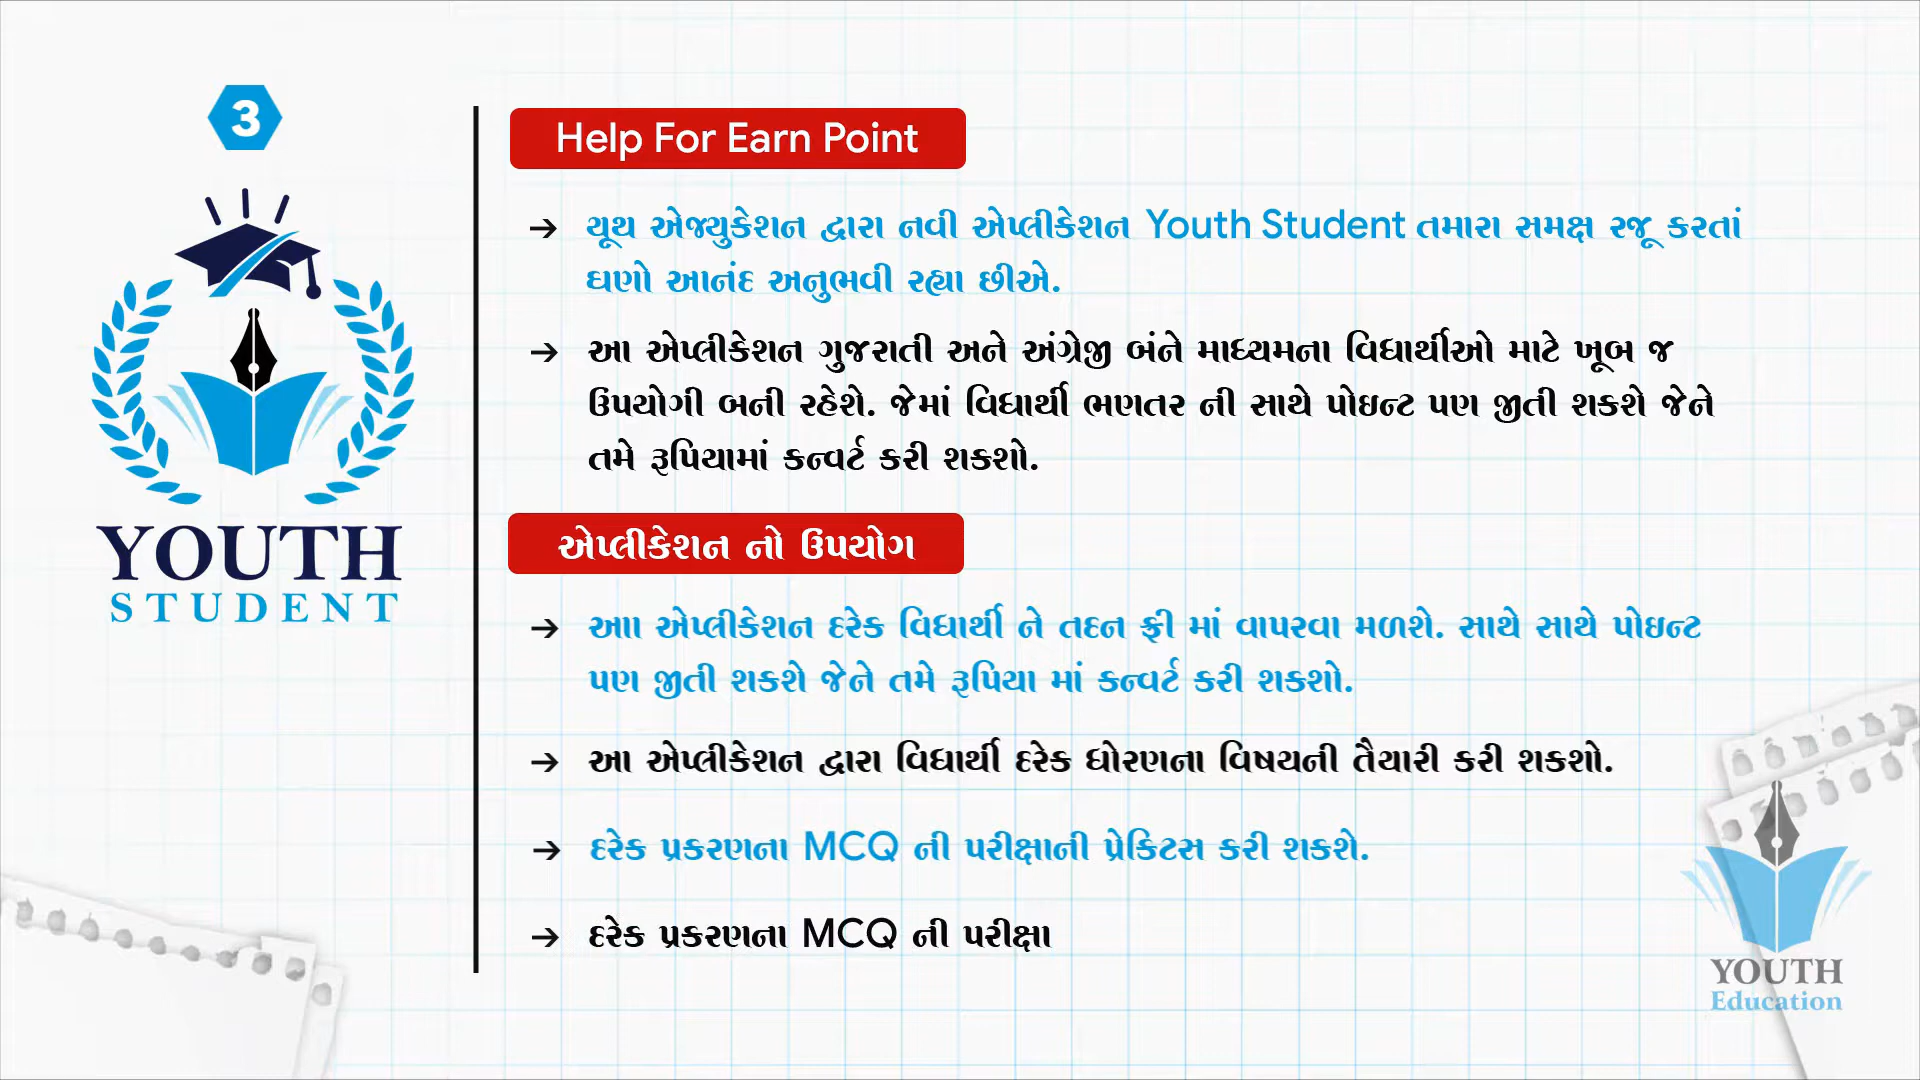 3
YOUTH
STUDENT
Help For Earn Point
→ યૂથ એજ્યુકેશન દ્વારા નવી એપ્લીકેશન Youth Student તમારા સમક્ષ રજૂ કરતાં
ઘણો આનંદ અનુભવી રહ્યા છીએ.
→ આ એપ્લીકેશન ગુજરાતી અને અંગ્રેજી બંને માધ્યમના વિધાર્થીઓ માટે ખૂબ જ
ઉપયોગી બની રહેશે. જેમાં વિધાર્થી ભણતર ની સાથે પોઇન્ટ પણ જીતી શકશે જેને
તમે રૂપિયામાં કન્વર્ટ કરી શકશો.
એપ્લીકેશન નો ઉપયોગ
→ આા એપ્લીકેશન દરેક વિધાર્થી ને તદન ફ્રી માં વાપરવા મળશે. સાથે સાથે પોઇન્ટ
પણ જીતી શકશે જેને તમે રૂપિયા માં કન્વર્ટ કરી શકશો.
→ આ એપ્લીકેશન દ્વારા વિધાર્થી દરેક ધોરણના વિષયની તૈયારી કરી શકશો.
→ દરેક પ્રકરણના MCQ ની પરીક્ષાની પ્રેકિટસ કરી શકશે.
→ દરેક પ્રકરણના MCQ ની પરીક્ષા
YOUTH
Education